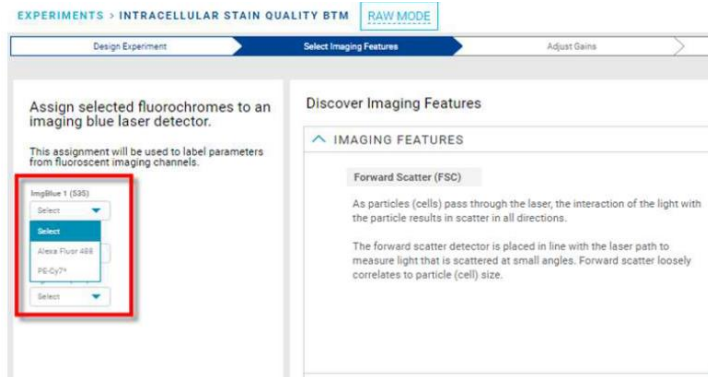 EXPERIMENTS > INTRACELLULAR STAIN QUALITY BTM RAW MODE
Design Experiment
Select Imaging Features
Adjust Gains
Assign selected fluorochromes to an
imaging blue laser detector.
This assignment will be used to label parameters
from fluoroscent imaging channels.
ImgBlue 1 (535)
Select
Select
Alexa Fluor 488
PE-Cy7*
Select
Discover Imaging Features
IMAGING FEATURES
Forward Scatter (FSC)
As particles (cells) pass through the laser, the interaction of the light with
the particle results in scatter in all directions.
The forward scatter detector is placed in line with the laser path to
measure light that is scattered at small angles. Forward scatter loosely
correlates to particle (cell) size.